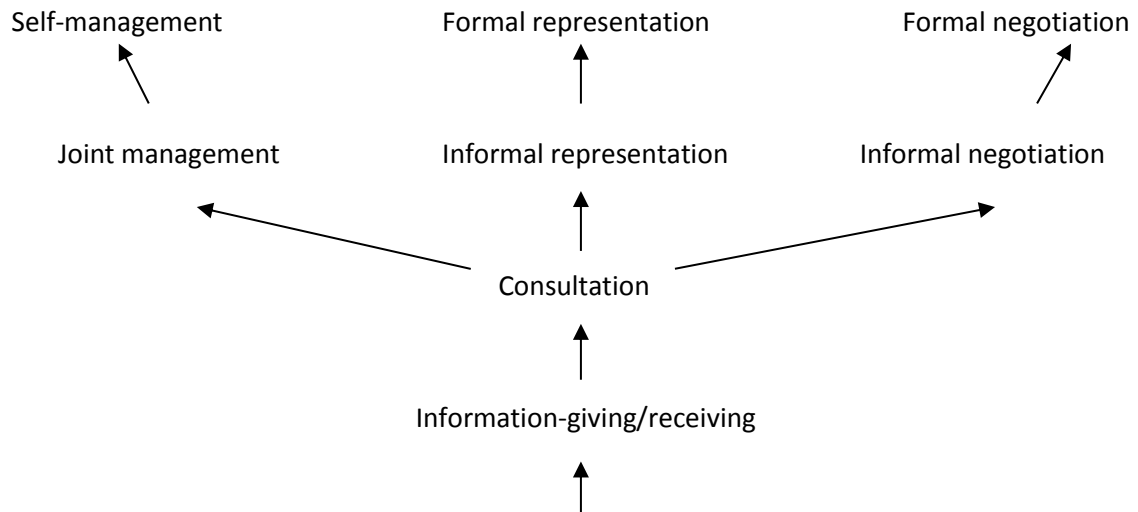 Self-management Formal representation Formal negotiation
Joint management Informal representation Informal negotiation
Consultation
Information-giving/receiving